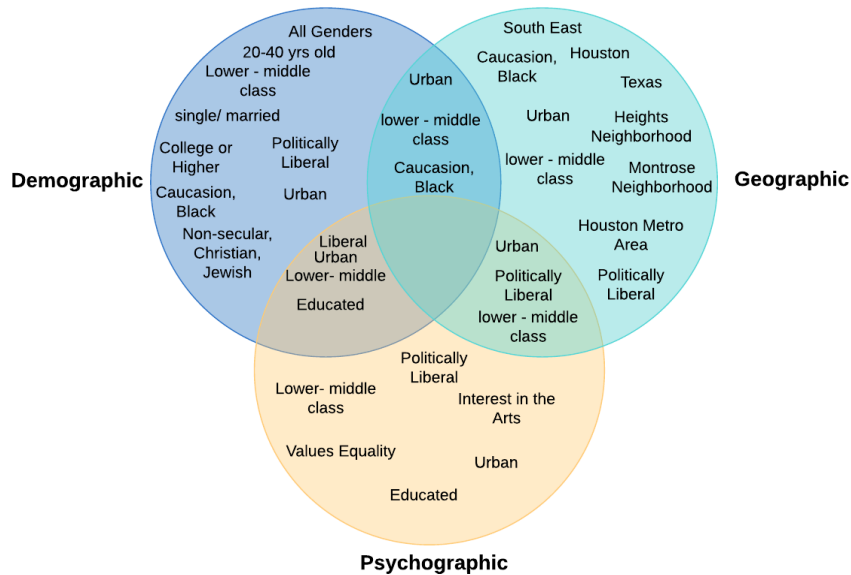 All Genders
20-40 yrs old
Lower - middle
class
single/ married
College or
Higher
Politically
Liberal
Caucasion,
Black
Urban
Non-secular,
Christian,
Jewish
Demographic
Urban
lower - middle
class
Caucasion,
Black
South East
Caucasion,
Black
Houston
Texas
Urban
Heights
Neighborhood
lower - middle
class
Montrose
Neighborhood
Houston Metro
Area
Politically
Liberal
Geographic
Liberal
Urban
Lower- middle
Educated
Urban
Politically
Liberal
lower - middle
class
Politically
Liberal
Lower- middle
class
Interest in the
Arts
Values Equality
Urban
Educated
Psychographic